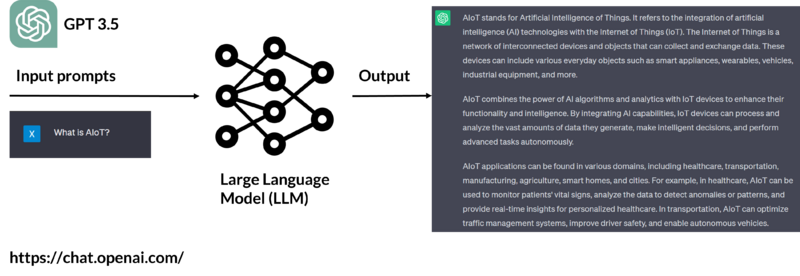 GPT 3.5
Input prompts
X What is AIoT?
Large Language
Model (LLM)
Output
AIoT stands for Artificial Intelligence of Things. It refers to the integration of artificial
intelligence (AI) technologies with the Internet of Things (IoT). The Internet of Things is a
network of interconnected devices and objects that can collect and exchange data. These
devices can include various everyday objects such as smart appliances, wearables, vehicles,
industrial equipment, and more.
AIoT combines the power of AI algorithms and analytics with IoT devices to enhance their
functionality and intelligence. By integrating AI capabilities, IoT devices can process and
analyze the vast amounts of data they generate, make intelligent decisions, and perform
advanced tasks autonomously.
AIoT applications can be found in various domains, including healthcare, transportation,
manufacturing, agriculture, smart homes, and cities. For example, in healthcare, AIoT can be
used to monitor patients' vital signs, analyze the data to detect anomalies or patterns, and
provide real-time insights for personalized healthcare. In transportation, AIoT can optimize
traffic management systems, improve driver safety, and enable autonomous vehicles.
https://chat.openai.com/